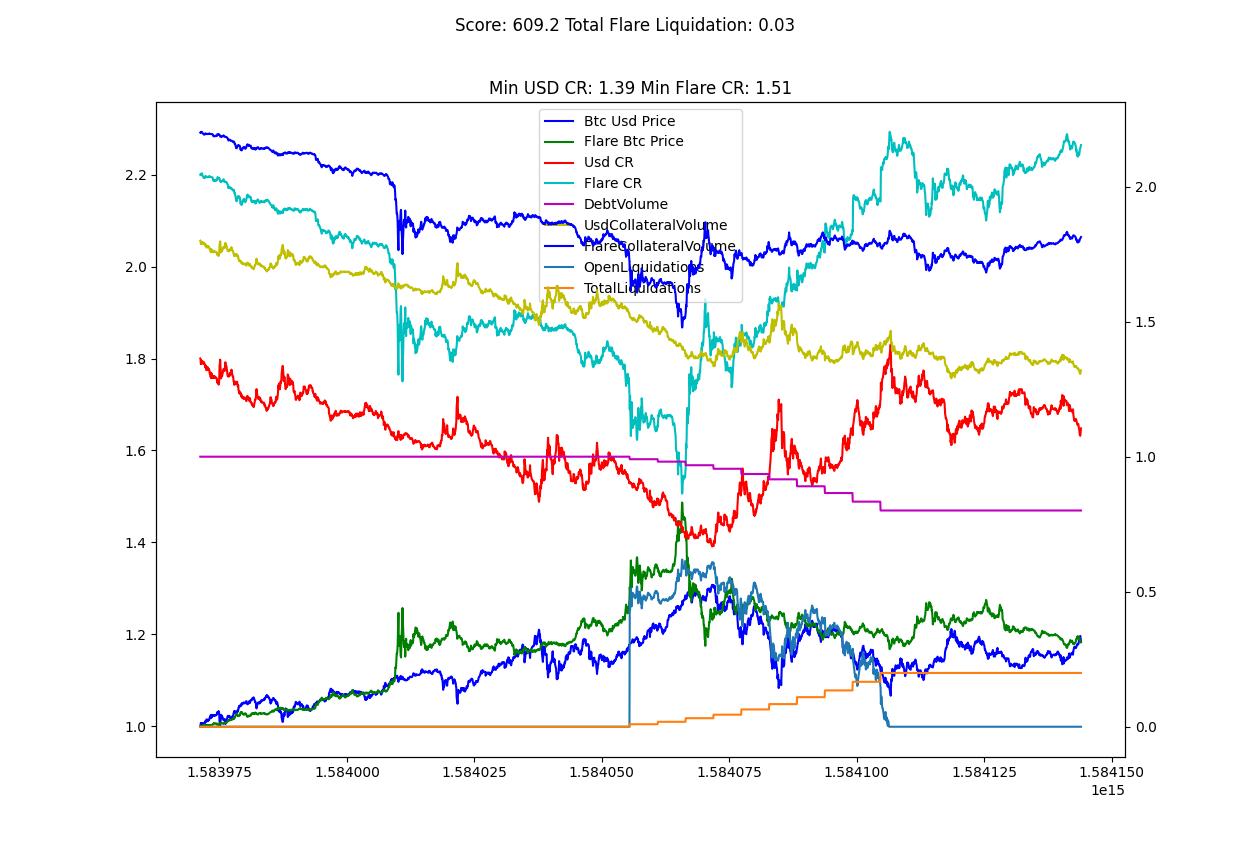 Score: 609.2 Total Flare Liquidation: 0.03
Min USD CR: 1.39 Min Flare CR: 1.51
Btc Usd Price
Flare Btc Price
Usd CR
Flare CR
DebtVolume
UsdCollateralVolume
FlareCollateralVolume
OpenLiquidations
TotalLiquidations
2.2
2.0
1.8
1.6
1.4
1.2
1.0
2.0
1.5
1.0
0.5
0.0
1.583975 1.584000 1.584025 1.584050 1.584075 1.584100 1.584125 1.584150
1e15